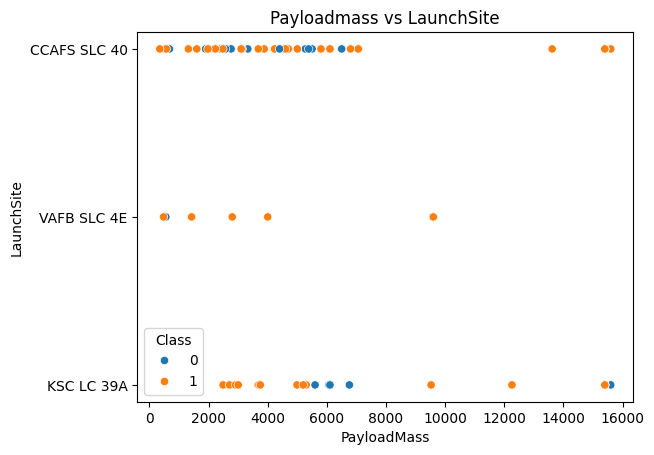 Payloadmass vs LaunchSite
CCAFS SLC 40
VAFB SLC 4E
KSC LC 39A
LaunchSite
Class
0
1
0 2000 4000 6000 8000 10000 12000 14000 16000
PayloadMass